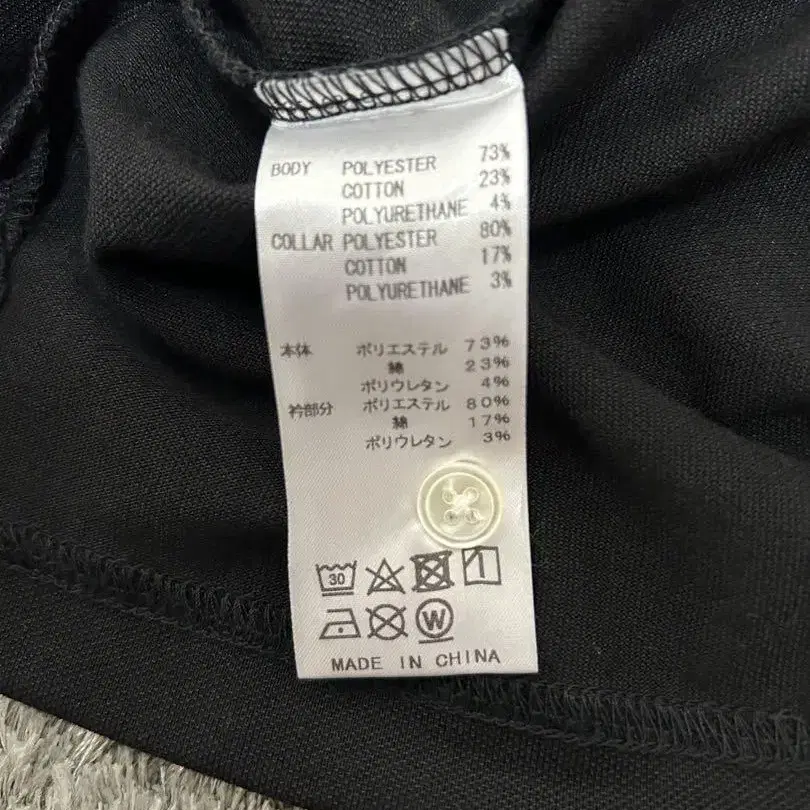 BODY POLYESTER 73%
COTTON 23%
POLYURETHANE 4%
COLLAR POLYESTER 80%
COTTON 17%
POLYURETHANE 3%
本体 ポリエステル 73%
綿 23%
ポリウレタン 4%
衿部分 ポリエステル 80%
綿 17%
ポリウレタン 3%
30
W
MADE IN CHINA